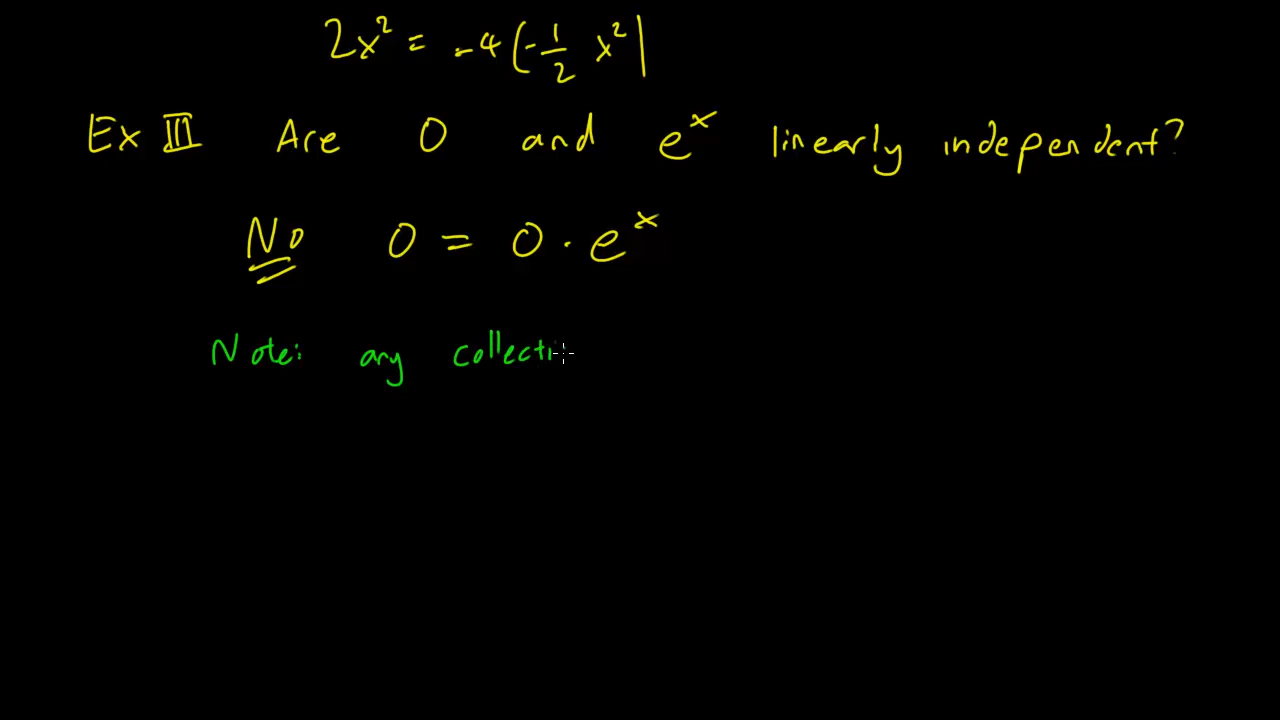 2x² = -4(-1/2 x²)
Ex III Are 0 and eˣ linearly independent?
No 0 = 0 · eˣ
Note: any collecti